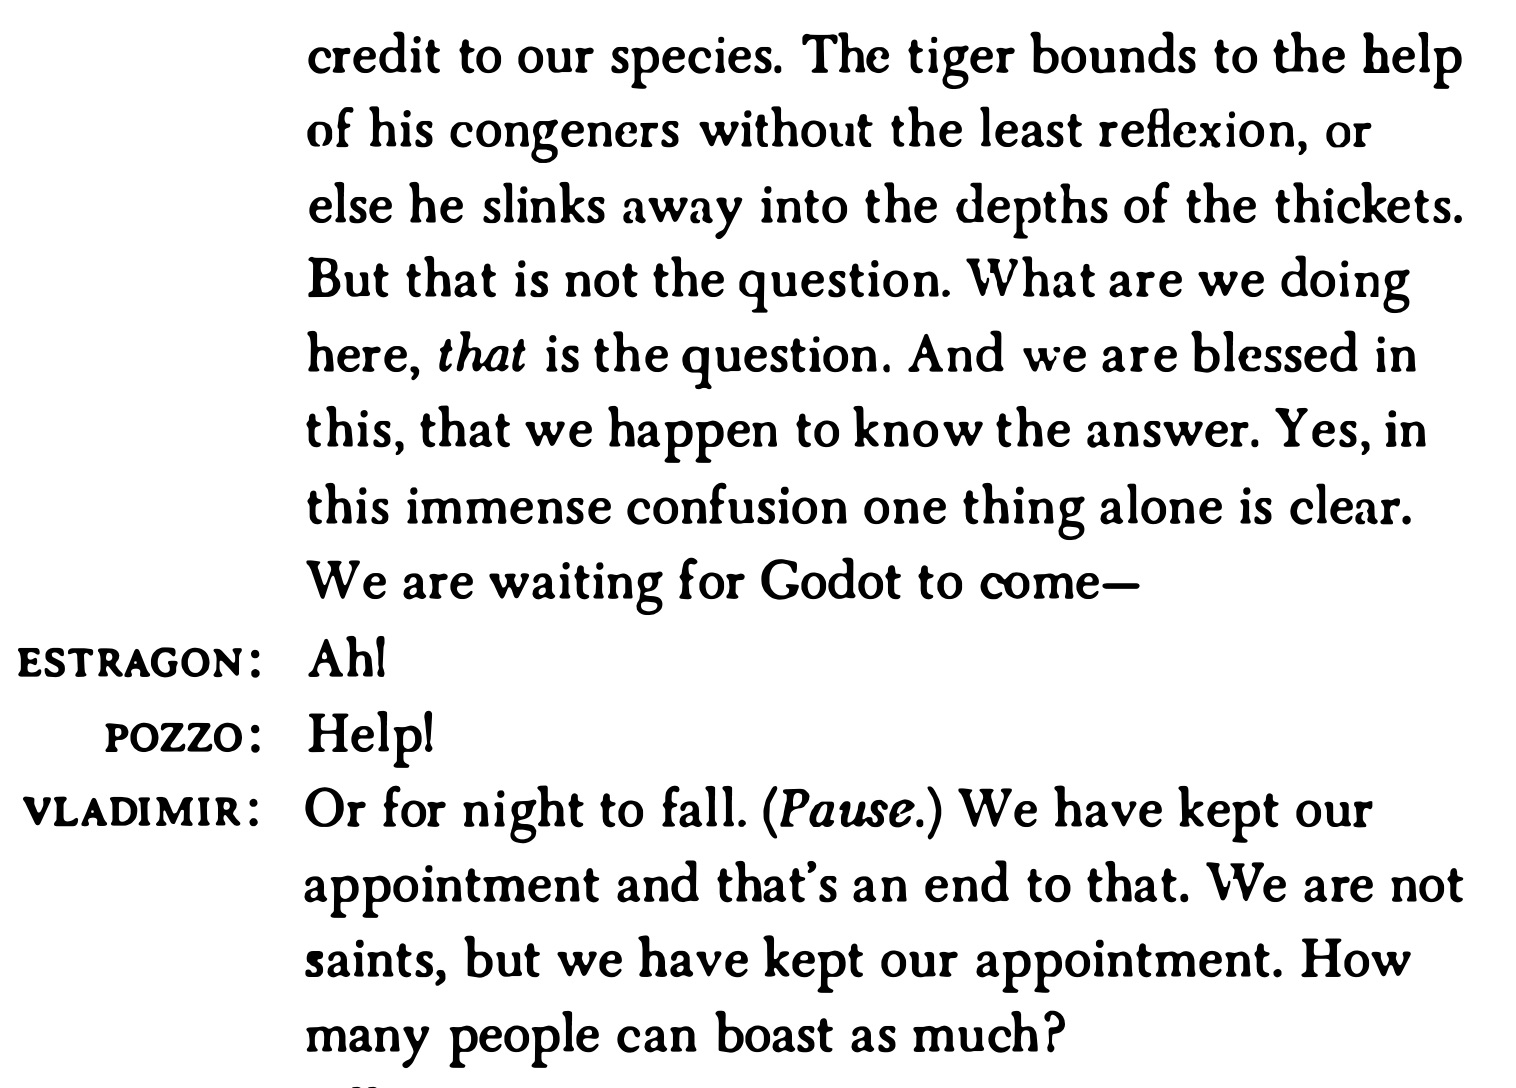 credit to our species. The tiger bounds to the help
of his congeners without the least reflexion, or
else he slinks away into the depths of the thickets.
But that is not the question. What are we doing
here, that is the question. And we are blessed in
this, that we happen to know the answer. Yes, in
this immense confusion one thing alone is clear.
We are waiting for Godot to come—
ESTRAGON: Ah!
POZZO: Help!
VLADIMIR: Or for night to fall. (Pause.) We have kept our
appointment and that's an end to that. We are not
saints, but we have kept our appointment. How
many people can boast as much?